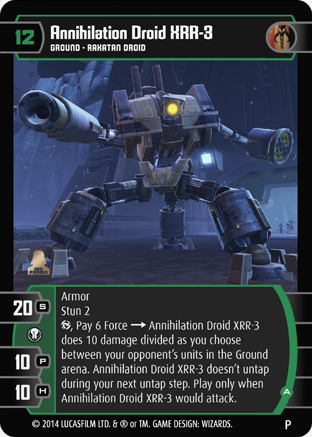 12
Annihilation Droid XRR-3
GROUND - RAKATAN DROID
20 S
10 P
10 H
Armor
Stun 2
, Pay 6 Force → Annihilation Droid XRR-3
does 10 damage divided as you choose
between your opponent's units in the Ground
arena. Annihilation Droid XRR-3 doesn't untap
during your next untap step. Play only when
Annihilation Droid XRR-3 would attack.
A
© 2014 LUCASFILM LTD. & ® or TM. GAME DESIGN: WIZARDS.
P